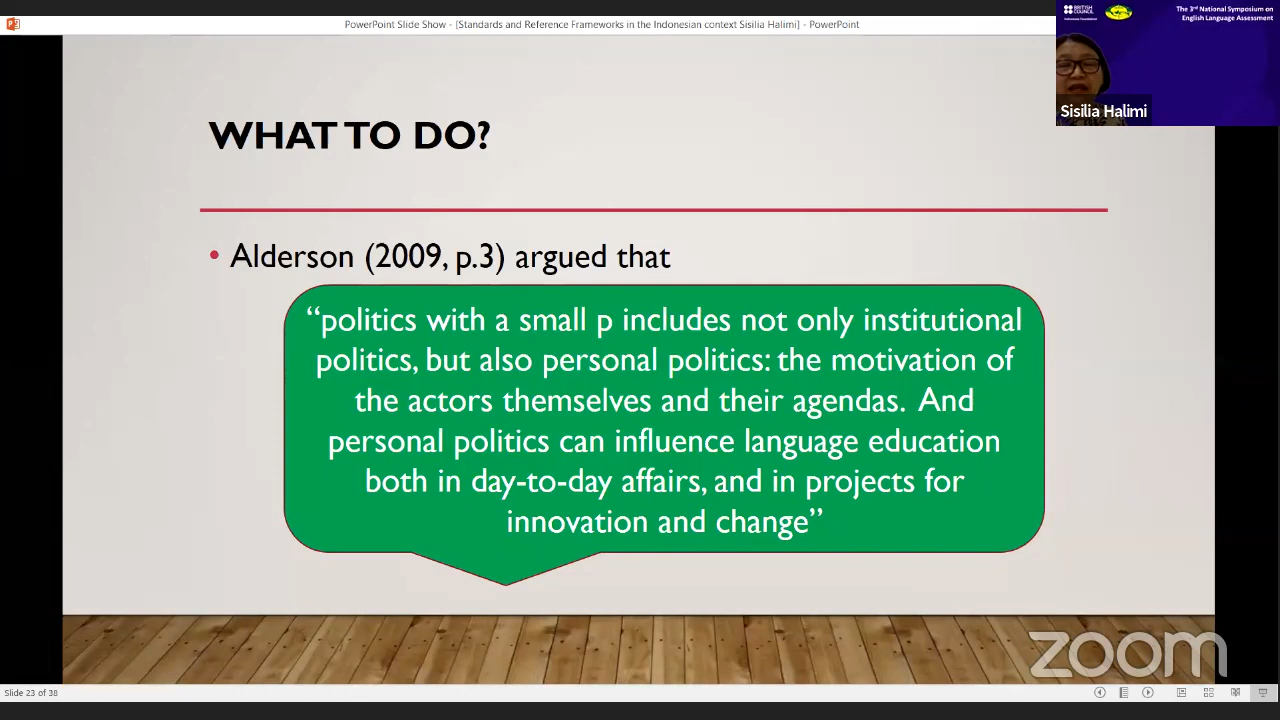 PowerPoint Slide Show - [Standards and Reference Frameworks in the Indonesian context Sisilia Halimi] - PowerPoint
BRITISH
COUNCIL
The 3rd National Symposium on
English Language Assessment
Sisilia Halimi
WHAT TO DO?
• Alderson (2009, p.3) argued that
“politics with a small p includes not only institutional
politics, but also personal politics: the motivation of
the actors themselves and their agendas. And
personal politics can influence language education
both in day-to-day affairs, and in projects for
innovation and change”
zoom
Slide 23 of 38